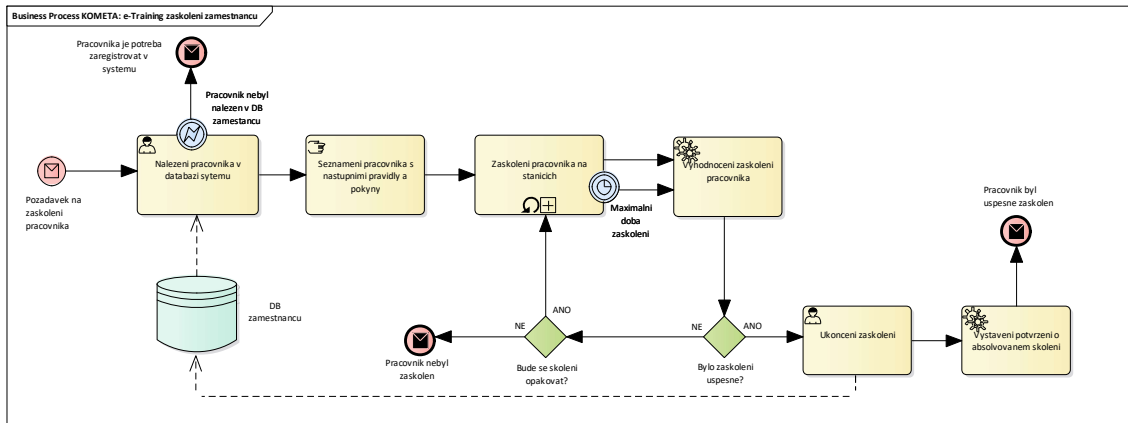 Business Process KOMETA: e-Training zaskoleni zamestnancu
Pracovnika je potreba
zaregistrovat v
systemu
Pracovnik nebyl
nalezen v DB
zamestancu
Pozadavek na
zaskoleni
pracovnika
Nalezeni pracovnika v
databazi sytemu
Seznameni pracovnika s
nastupnimi pravidly a
pokyny
Zaskoleni pracovnika na
stanicich
Maximalni
doba
zaskoleni
Vyhodnoceni zaskoleni
pracovnika
Pracovnik byl
uspesne zaskolen
DB
zamestnancu
Pracovnik nebyl
zaskolen
NE
ANO
Bude se skoleni
opakovat?
NE
ANO
Bylo zaskoleni
uspesne?
Ukonceni zaskoleni
Vystaveni potvrzeni o
absolvovanem skoleni